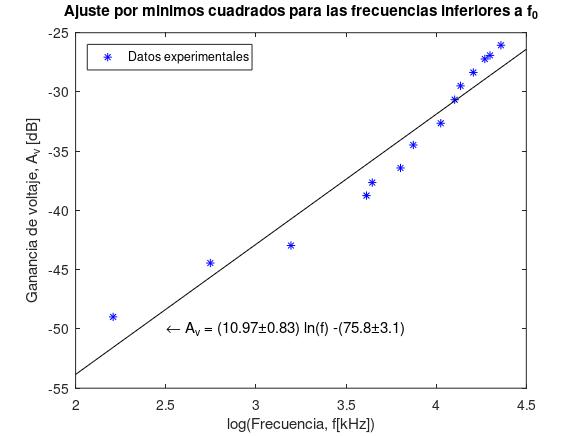 Ajuste por minimos cuadrados para las frecuencias inferiores a f₀
Datos experimentales
Ganancia de voltaje, Aᵥ [dB]
-25
-30
-35
-40
-45
-50
-55
← Aᵥ = (10.97±0.83) ln(f) -(75.8±3.1)
2 2.5 3 3.5 4 4.5
log(Frecuencia, f[kHz])